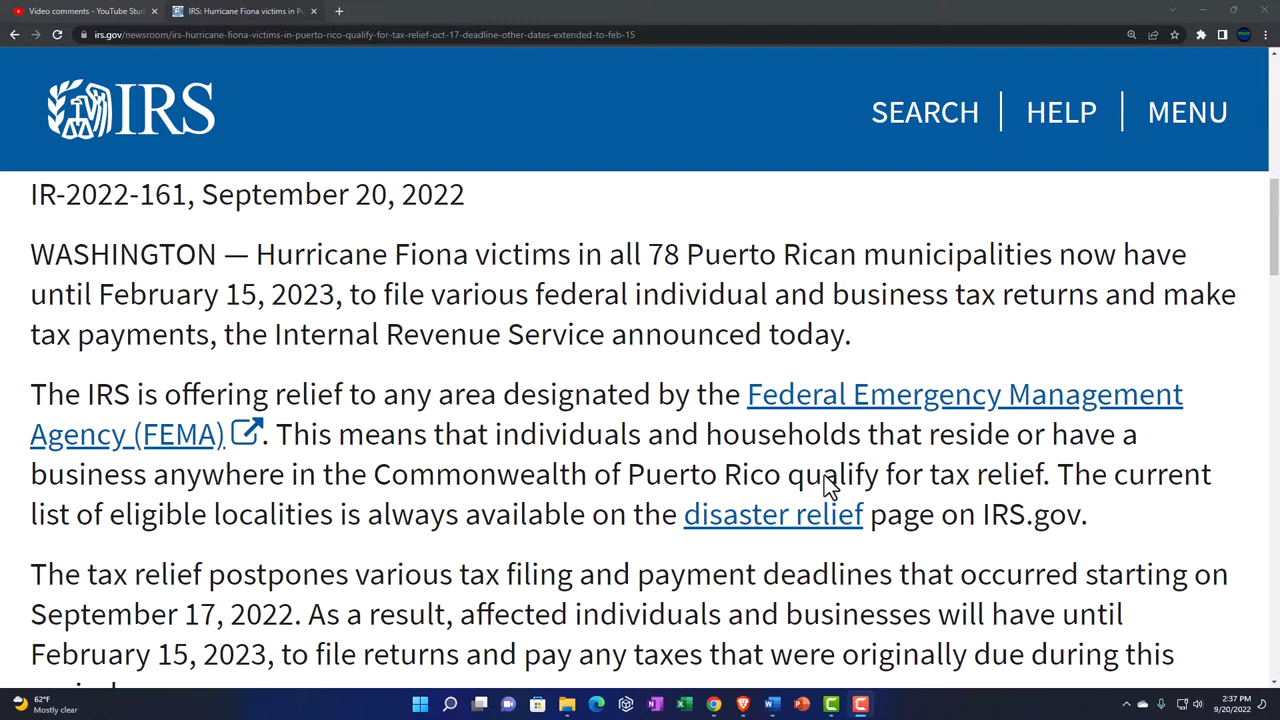 Video comments - YouTube Stud
IRS: Hurricane Fiona victims in P
irs.gov/newsroom/irs-hurricane-fiona-victims-in-puerto-rico-qualify-for-tax-relief-oct-17-deadline-other-dates-extended-to-feb-15
IRS
SEARCH
HELP
MENU
IR-2022-161, September 20, 2022
WASHINGTON — Hurricane Fiona victims in all 78 Puerto Rican municipalities now have
until February 15, 2023, to file various federal individual and business tax returns and make
tax payments, the Internal Revenue Service announced today.
The IRS is offering relief to any area designated by the Federal Emergency Management
Agency (FEMA). This means that individuals and households that reside or have a
business anywhere in the Commonwealth of Puerto Rico qualify for tax relief. The current
list of eligible localities is always available on the disaster relief page on IRS.gov.
The tax relief postpones various tax filing and payment deadlines that occurred starting on
September 17, 2022. As a result, affected individuals and businesses will have until
February 15, 2023, to file returns and pay any taxes that were originally due during this
62°F
Mostly clear
2:37 PM
9/20/2022